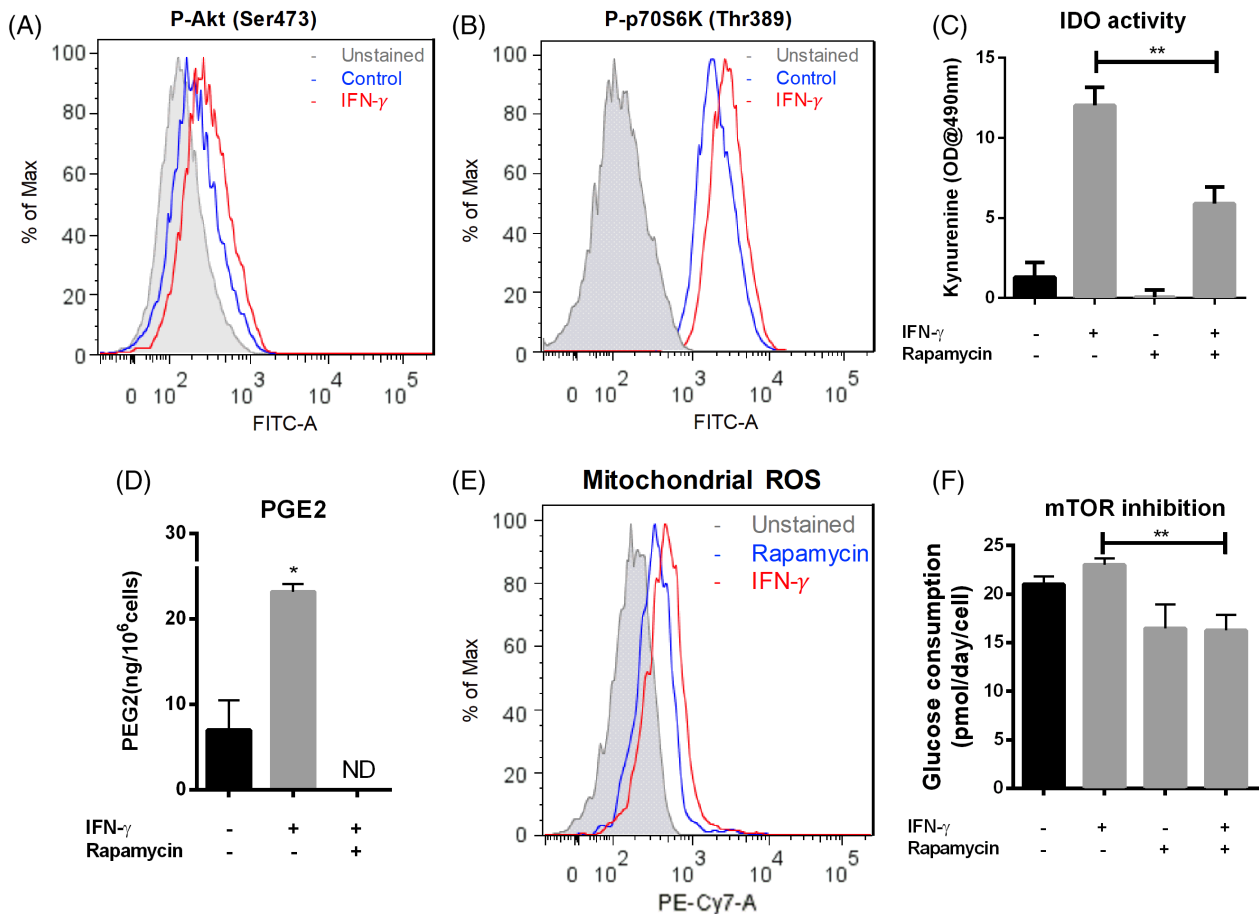 (A)
P-Akt (Ser473)
- Unstained
- Control
- IFN-γ
100
80
60
40
20
0
% of Max
0 10^2 10^3 10^4 10^5
FITC-A
(B)
P-p70S6K (Thr389)
- Unstained
- Control
- IFN-γ
100
80
60
40
20
0
% of Max
0 10^2 10^3 10^4 10^5
FITC-A
(C)
IDO activity
**
15
10
5
0
Kynurenine (OD@490nm)
IFN-γ - + - +
Rapamycin - - + +
(D)
PGE2
30
20
10
0
PEG2(ng/10^6cells)
*
ND
IFN-γ - + +
Rapamycin - - +
(E)
Mitochondrial ROS
- Unstained
- Rapamycin
- IFN-γ
100
80
60
40
20
0
% of Max
0 10^2 10^3 10^4 10^5
PE-Cy7-A
(F)
mTOR inhibition
**
25
20
15
10
5
0
Glucose consumption
(pmol/day/cell)
IFN-γ - + - +
Rapamycin - - + +